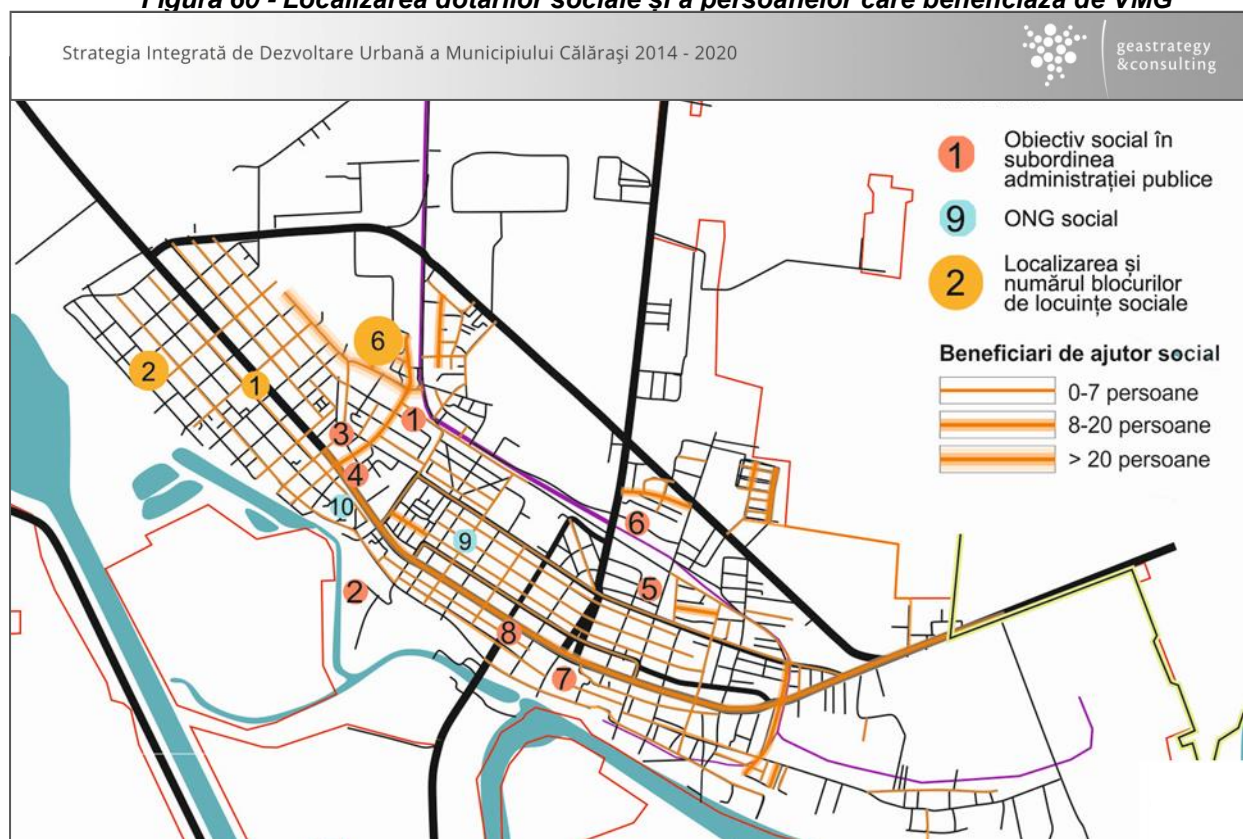 Figura 60 - Localizarea dotărilor sociale și a persoanelor care beneficiază de VMG
Strategia Integrată de Dezvoltare Urbană a Municipiului Călăraşi 2014 - 2020
geastrategy
&consulting
1
Obiectiv social în
subordinea
administrației publice
9
ONG social
2
Localizarea și
numărul blocurilor
de locuințe sociale
Beneficiari de ajutor social
0-7 persoane
8-20 persoane
> 20 persoane
6
2
1
1
3
4
10
9
6
2
5
8
7